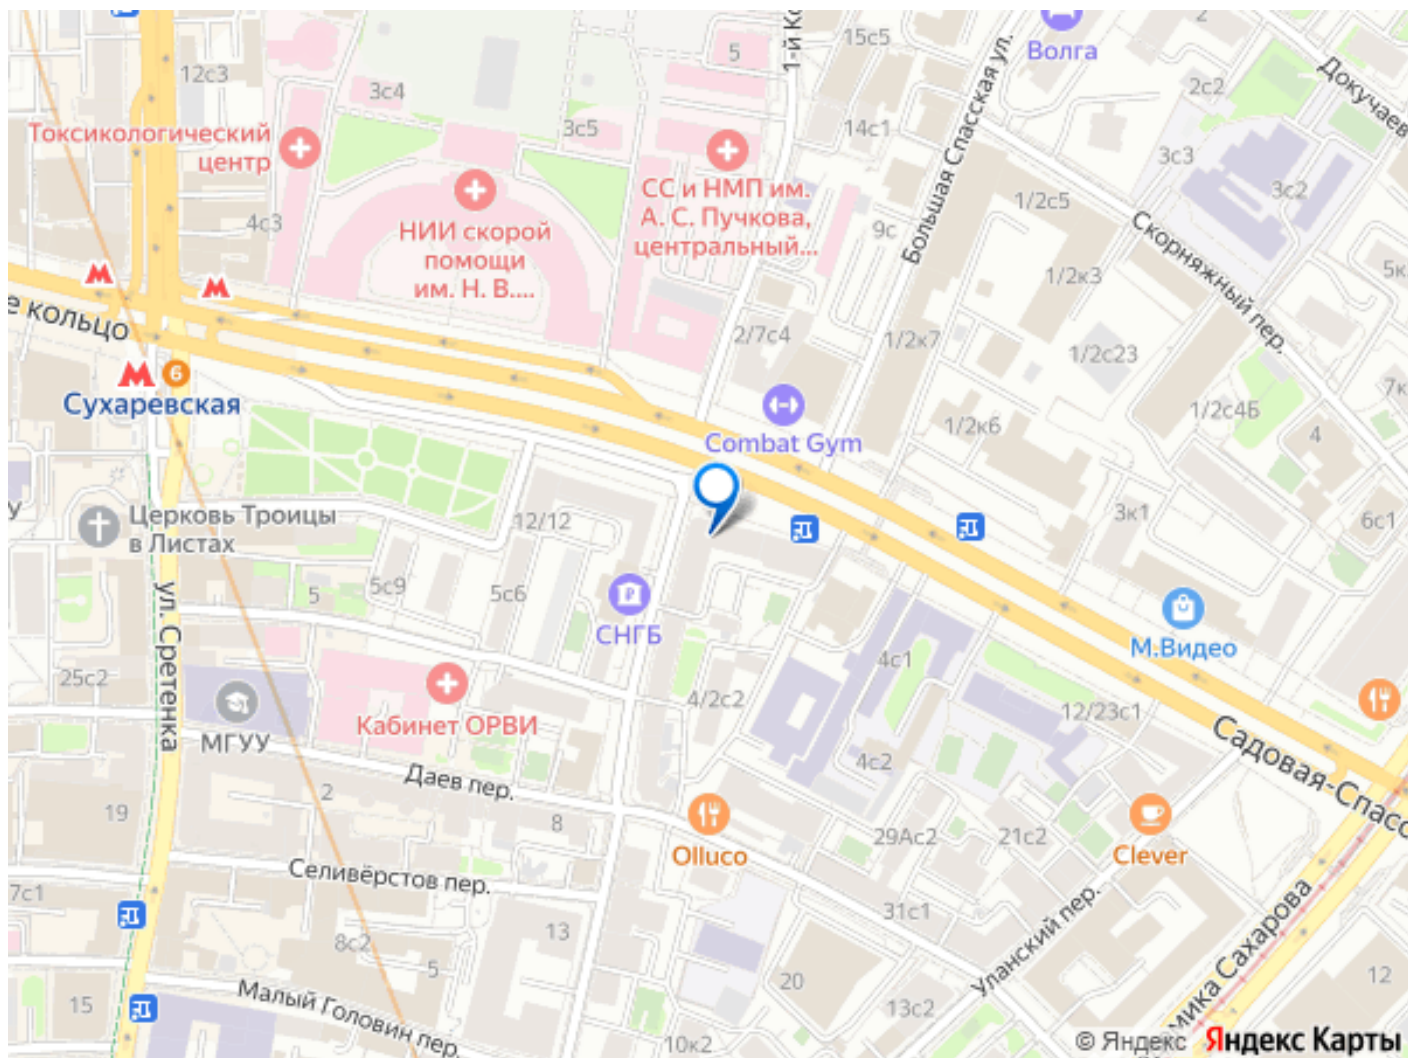 12с3
3с4
5
1-й Ко
15с5
Волга
2
Докучаев
2с2
Токсикологический
центр
3с5
14с1
3с3
СС и НМП им.
А. С. Пучкова,
центральный...
Большая Спасская ул.
1/2с5
3с2
4с3
НИИ скорой
помощи
им. Н. В....
9с
Скорняжный пер.
1/2к3
5к
е кольцо
2/7с4
1/2к7
1/2с23
6
Сухаревская
7к
1/2с4Б
4
Combat Gym
1/2к6
У
Церковь Троицы
в Листах
12/12
3к1
6с1
5с9
5
5с6
СНГБ
ул. Сретенка
М.Видео
4с1
25с2
4/2с2
12/23с1
МГУУ
Кабинет ОРВИ
Садовая-Спасс
4с2
Даев пер.
2
19
8
29Ас2
21с2
Olluco
Clever
Селивёрстов пер.
7с1
31с1
Уланский пер.
8с2
13
5
20
12
15
Малый Головин пер.
13с2
мика Сахарова
10к2
© Яндекс Яндекс Карты